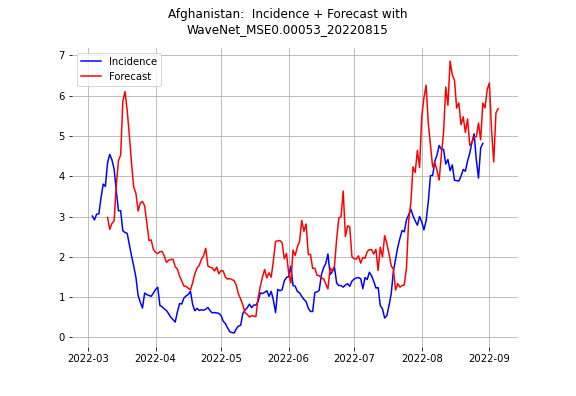 Afghanistan:  Incidence + Forecast with
WaveNet_MSE0.00053_20220815
Incidence
Forecast
7
6
5
4
3
2
1
0
2022-03 2022-04 2022-05 2022-06 2022-07 2022-08 2022-09